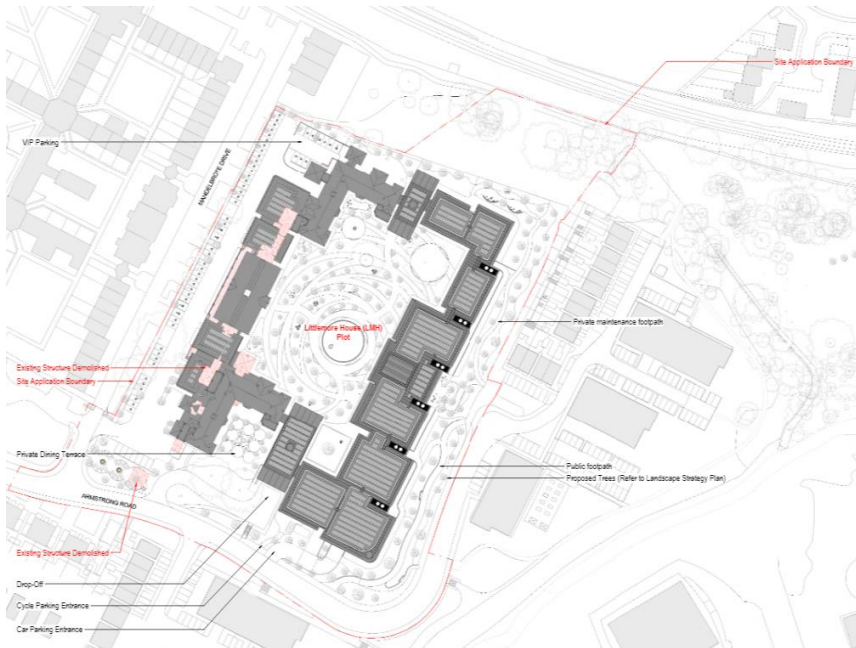 Site Application Boundary
VIP Parking
MANDELBROTE DRIVE
Littlemore House (LMH)
Plot
Private maintenance footpath
Existing Structure Demolished
Site Application Boundary
Private Dining Terrace
Public footpath
Proposed Trees (Refer to Landscape Strategy Plan)
ARMSTRONG ROAD
Existing Structure Demolished
Drop-Off
Cycle Parking Entrance
Car Parking Entrance